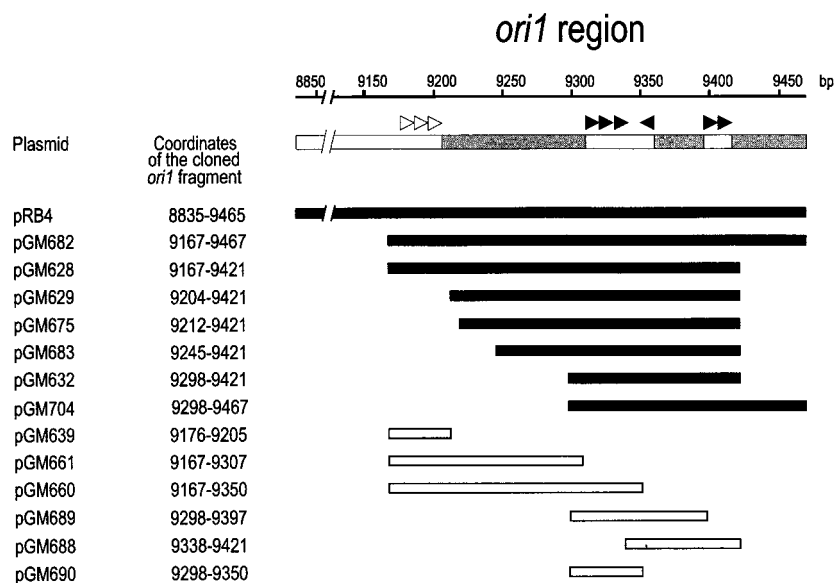 ori1 region
8850 9150 9200 9250 9300 9350 9400 9450 bp
Plasmid Coordinates
of the cloned
ori1 fragment
pRB4 8835-9465
pGM682 9167-9467
pGM628 9167-9421
pGM629 9204-9421
pGM675 9212-9421
pGM683 9245-9421
pGM632 9298-9421
pGM704 9298-9467
pGM639 9176-9205
pGM661 9167-9307
pGM660 9167-9350
pGM689 9298-9397
pGM688 9338-9421
pGM690 9298-9350